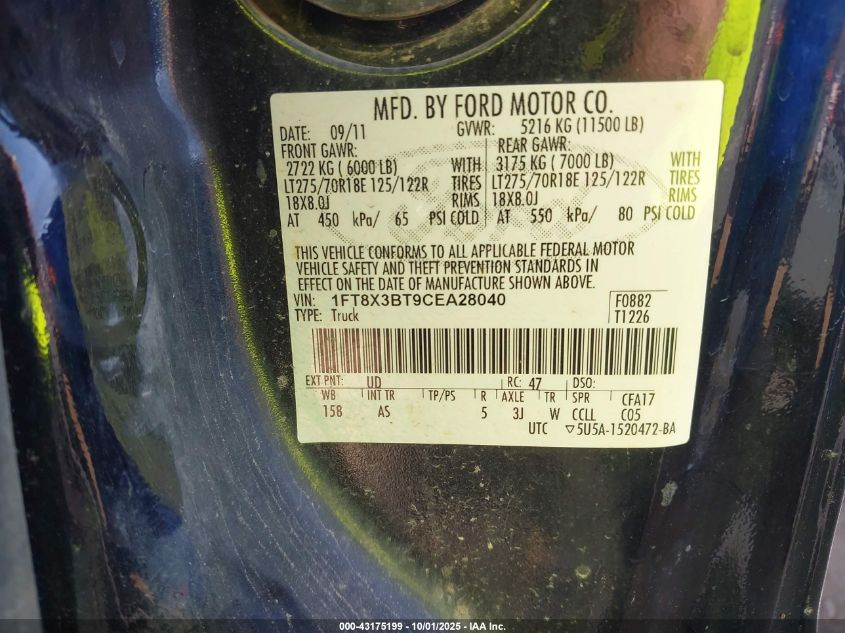 MFD. BY FORD MOTOR CO.
DATE: 09/11 GVWR: 5216 KG (11500 LB)
FRONT GAWR: REAR GAWR:
2722 KG ( 6000 LB) WITH 3175 KG ( 7000 LB) WITH
LT275/70R18E 125/122R TIRES LT275/70R18E 125/122R TIRES
18X8.0J RIMS 18X8.0J RIMS
AT 450 kPa/ 65 PSI COLD AT 550 kPa/ 80 PSI COLD
THIS VEHICLE CONFORMS TO ALL APPLICABLE FEDERAL MOTOR
VEHICLE SAFETY AND THEFT PREVENTION STANDARDS IN
EFFECT ON THE DATE OF MANUFACTURE SHOWN ABOVE.
VIN: 1FT8X3BT9CEA28040 F0882
TYPE: Truck T1226
EXT PNT: UD RC: 47 DSO:
WB INT TR TP/PS R AXLE TR SPR CFA17
158 AS 5 3J W CCLL C05
UTC ▽5U5A-1520472-BA
000-43175199 • 10/01/2025 • IAA Inc.